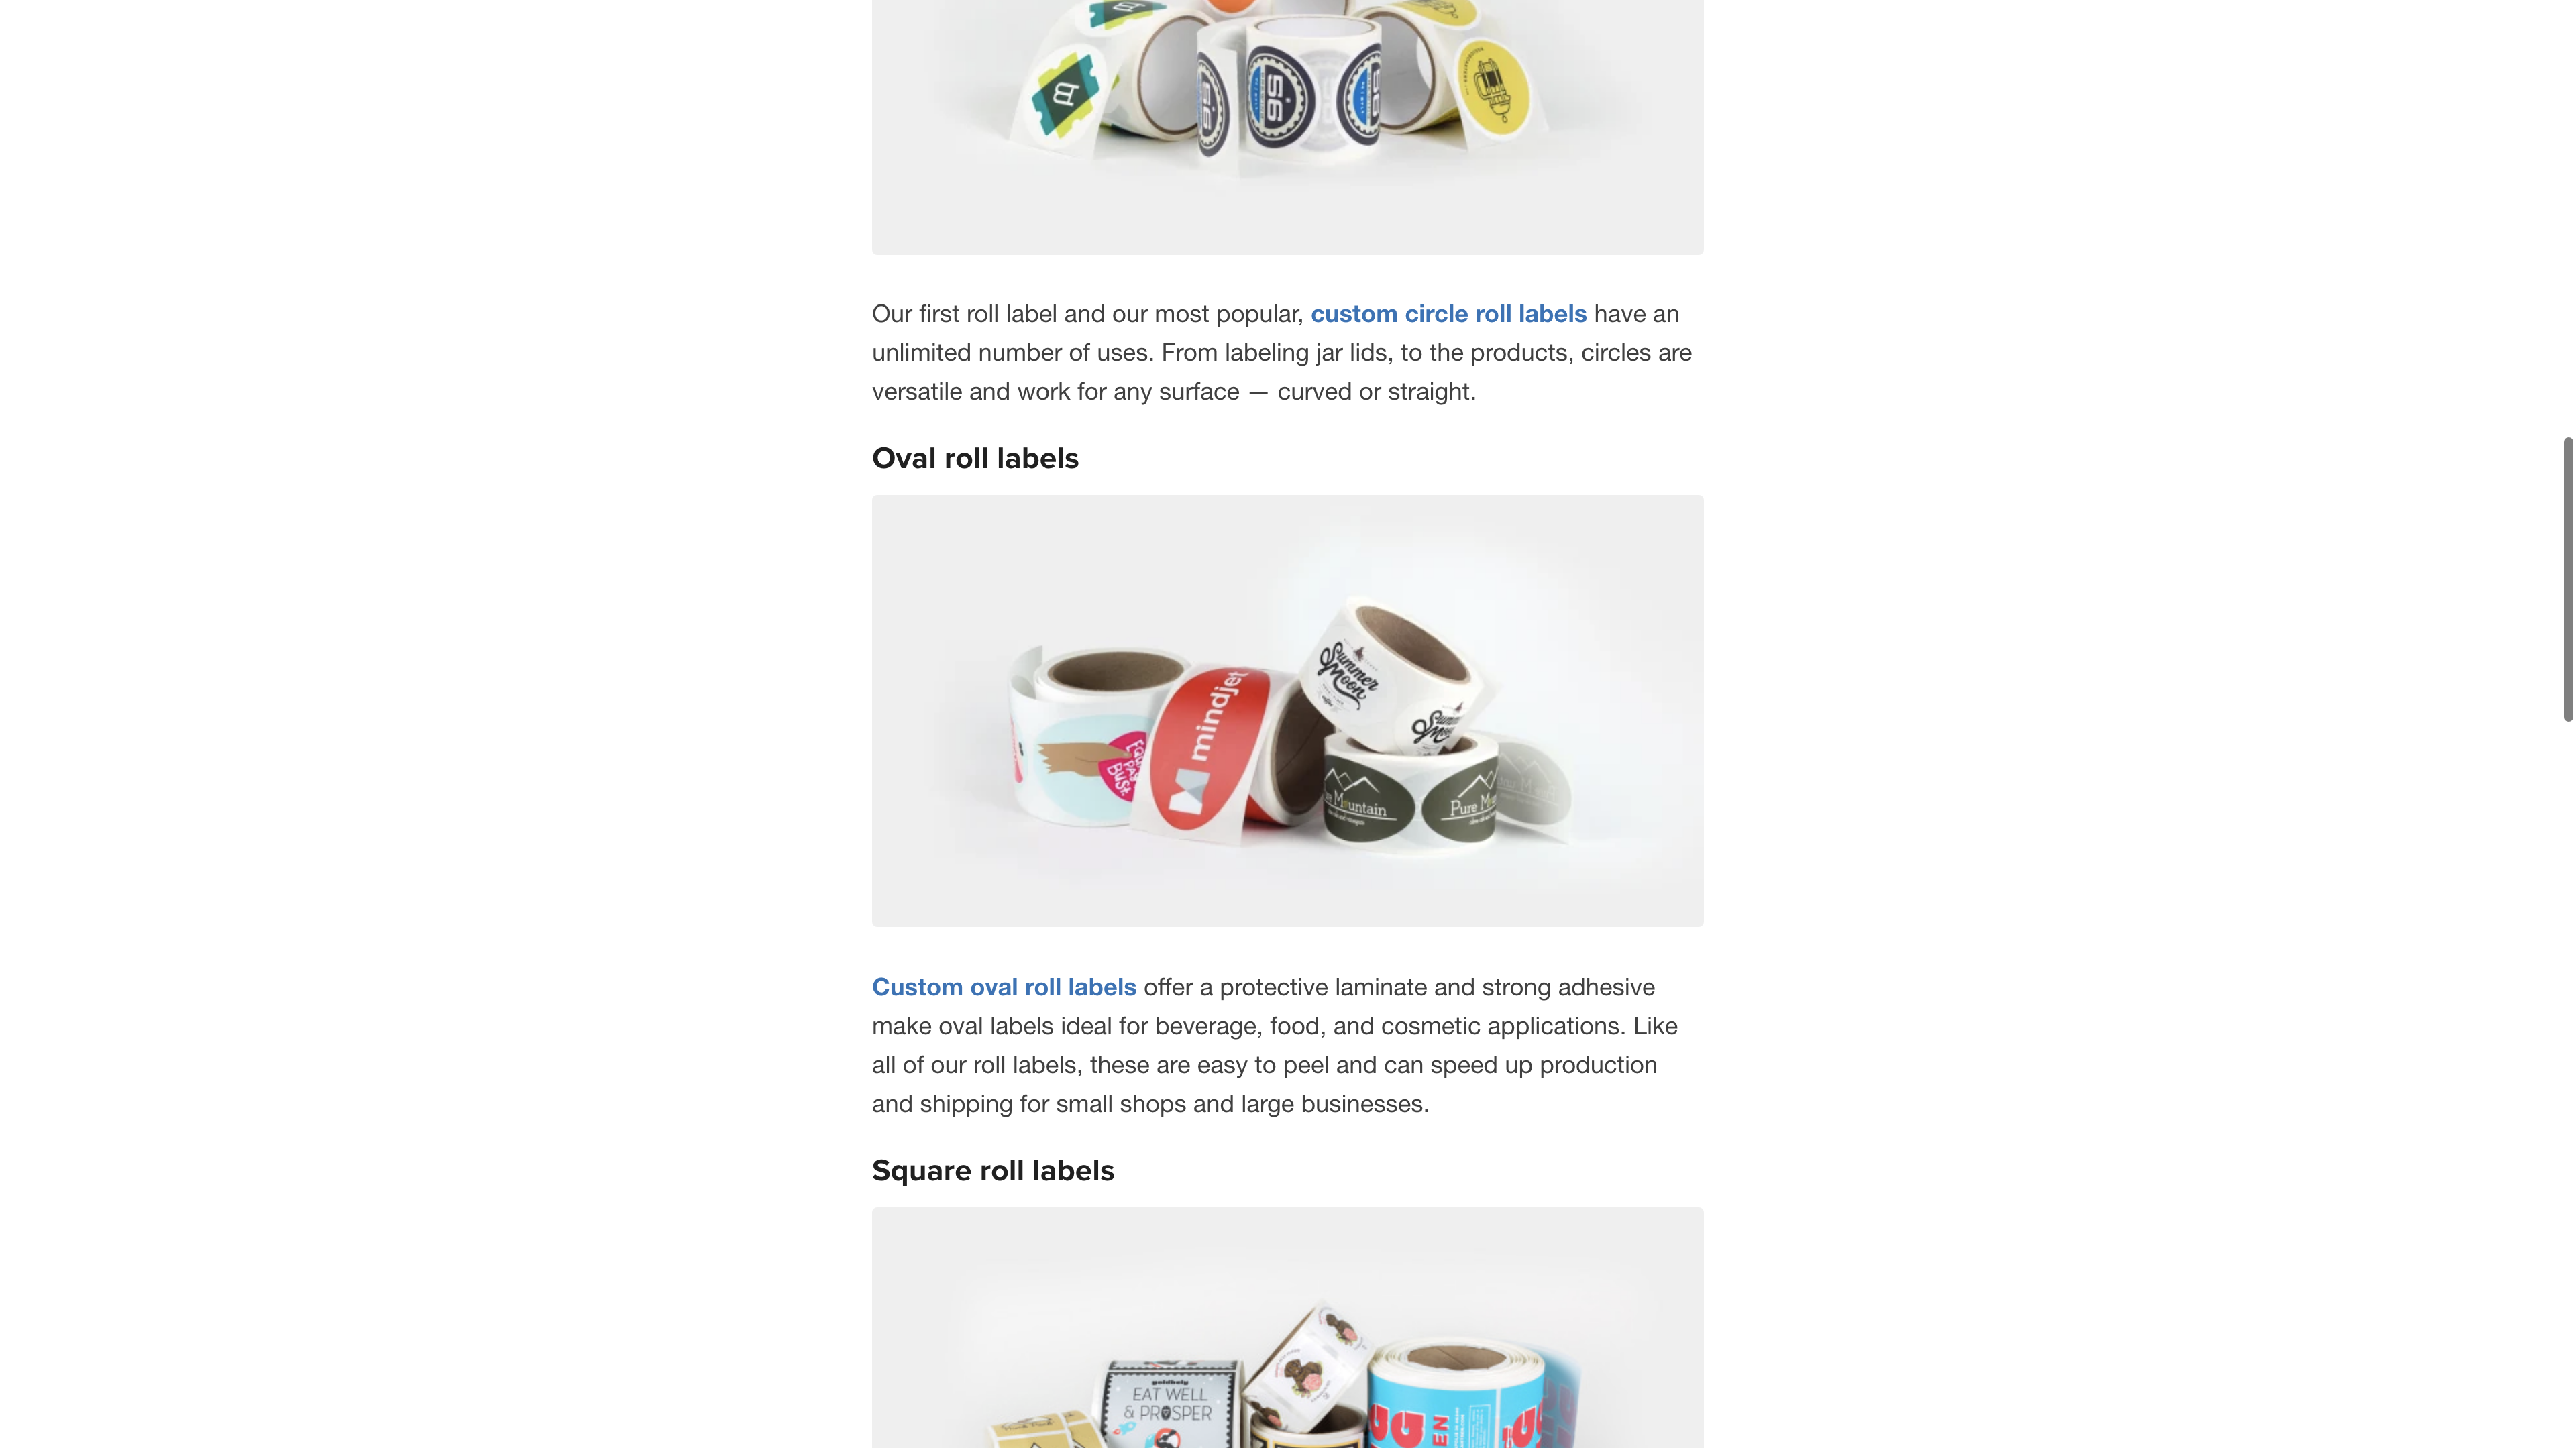 66
66
Our first roll label and our most popular, custom circle roll labels have an
unlimited number of uses. From labeling jar lids, to the products, circles are
versatile and work for any surface — curved or straight.
Oval roll labels
Summer
Moon
mindjet
Pure Mountain
Custom oval roll labels offer a protective laminate and strong adhesive
make oval labels ideal for beverage, food, and cosmetic applications. Like
all of our roll labels, these are easy to peel and can speed up production
and shipping for small shops and large businesses.
Square roll labels
goldbely
EAT WELL
& PROSPER